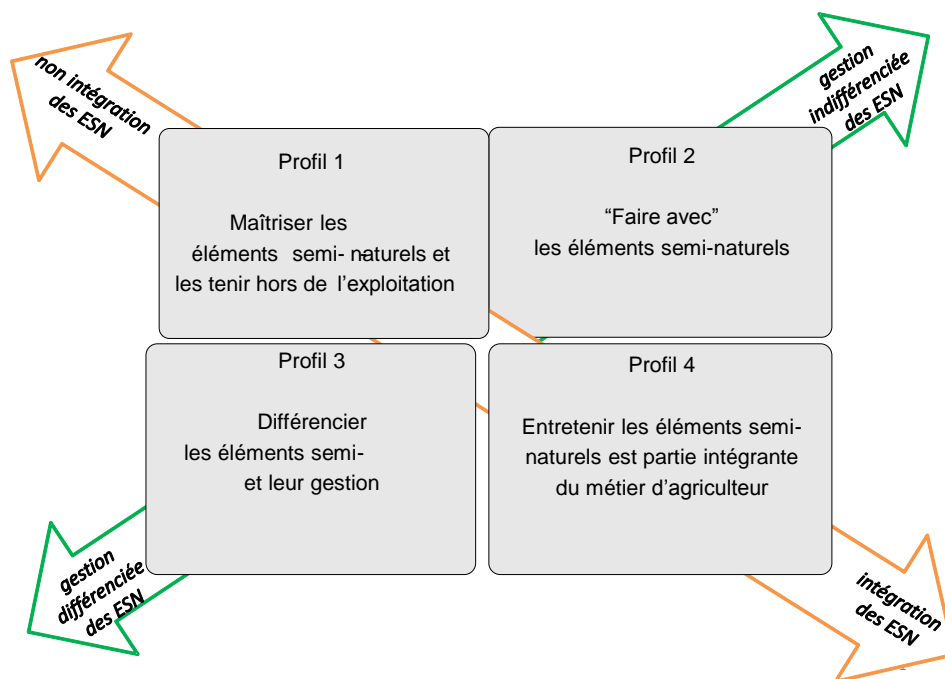 non intégration
des ESN
gestion
indifférenciée
des ESN
Profil 1
Maîtriser les
éléments semi- naturels et
les tenir hors de l’exploitation
Profil 2
“Faire avec”
les éléments semi-naturels
Profil 3
Différencier
les éléments semi-
et leur gestion
Profil 4
Entretenir les éléments semi-
naturels est partie intégrante
du métier d’agriculteur
gestion
différenciée
des ESN
intégration
des ESN